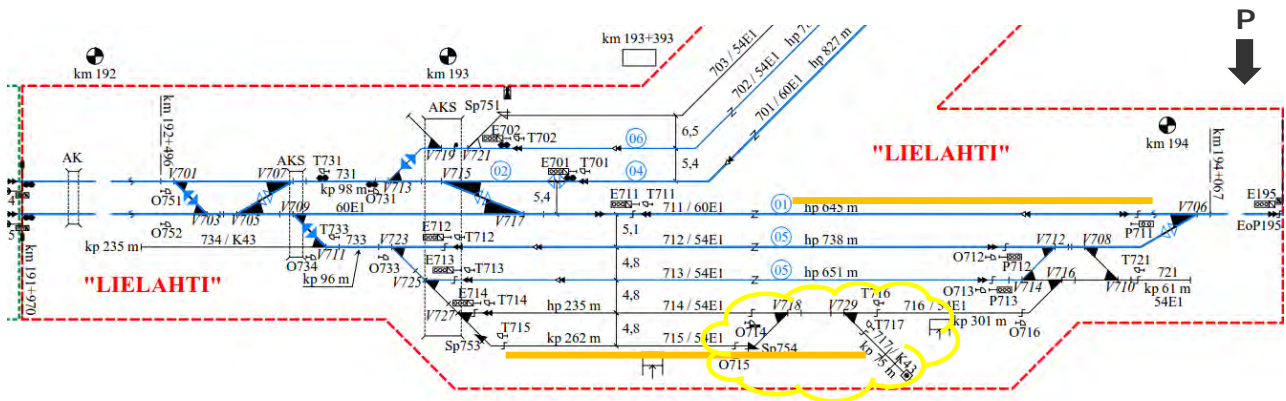 P
km 192
km 193
km 193+393
km 194
703 / 54E1
702 / 54E1
hp 7
701 / 60E1
hp 827 m
AK
km 192+496
AKS
AKS
Sp751
E702
T702
06
6,5
5,4
"LIELAHTI"
km 194+067
V701
V707
T731
731
kp 98 m
O731
V713
V719
V721
V715
02
E701
T701
04
5,4
O751
V703
V705
V709
60E1
V717
E711
T711
711 / 60E1
01
hp 645 m
P711
V706
E195
EoP195
4
5
O752
T733
kp 235 m
734 / K43
O734
V711
733
kp 96 m
O733
V723
E712
T712
5,1
712 / 54E1
05
hp 738 m
O712
P712
V712
V708
km 191+970
"LIELAHTI"
V725
E713
T713
4,8
713 / 54E1
05
hp 651 m
O713
P713
V714
V716
V710
T721
721
kp 61 m
54E1
V727
E714
T714
hp 235 m
4,8
714 / 54E1
O714
V718
V729
T716
716 / 54E1
kp 301 m
O716
Sp753
T715
kp 262 m
4,8
715 / 54E1
O715
Sp754
T717
717 / K43
kp 75 m